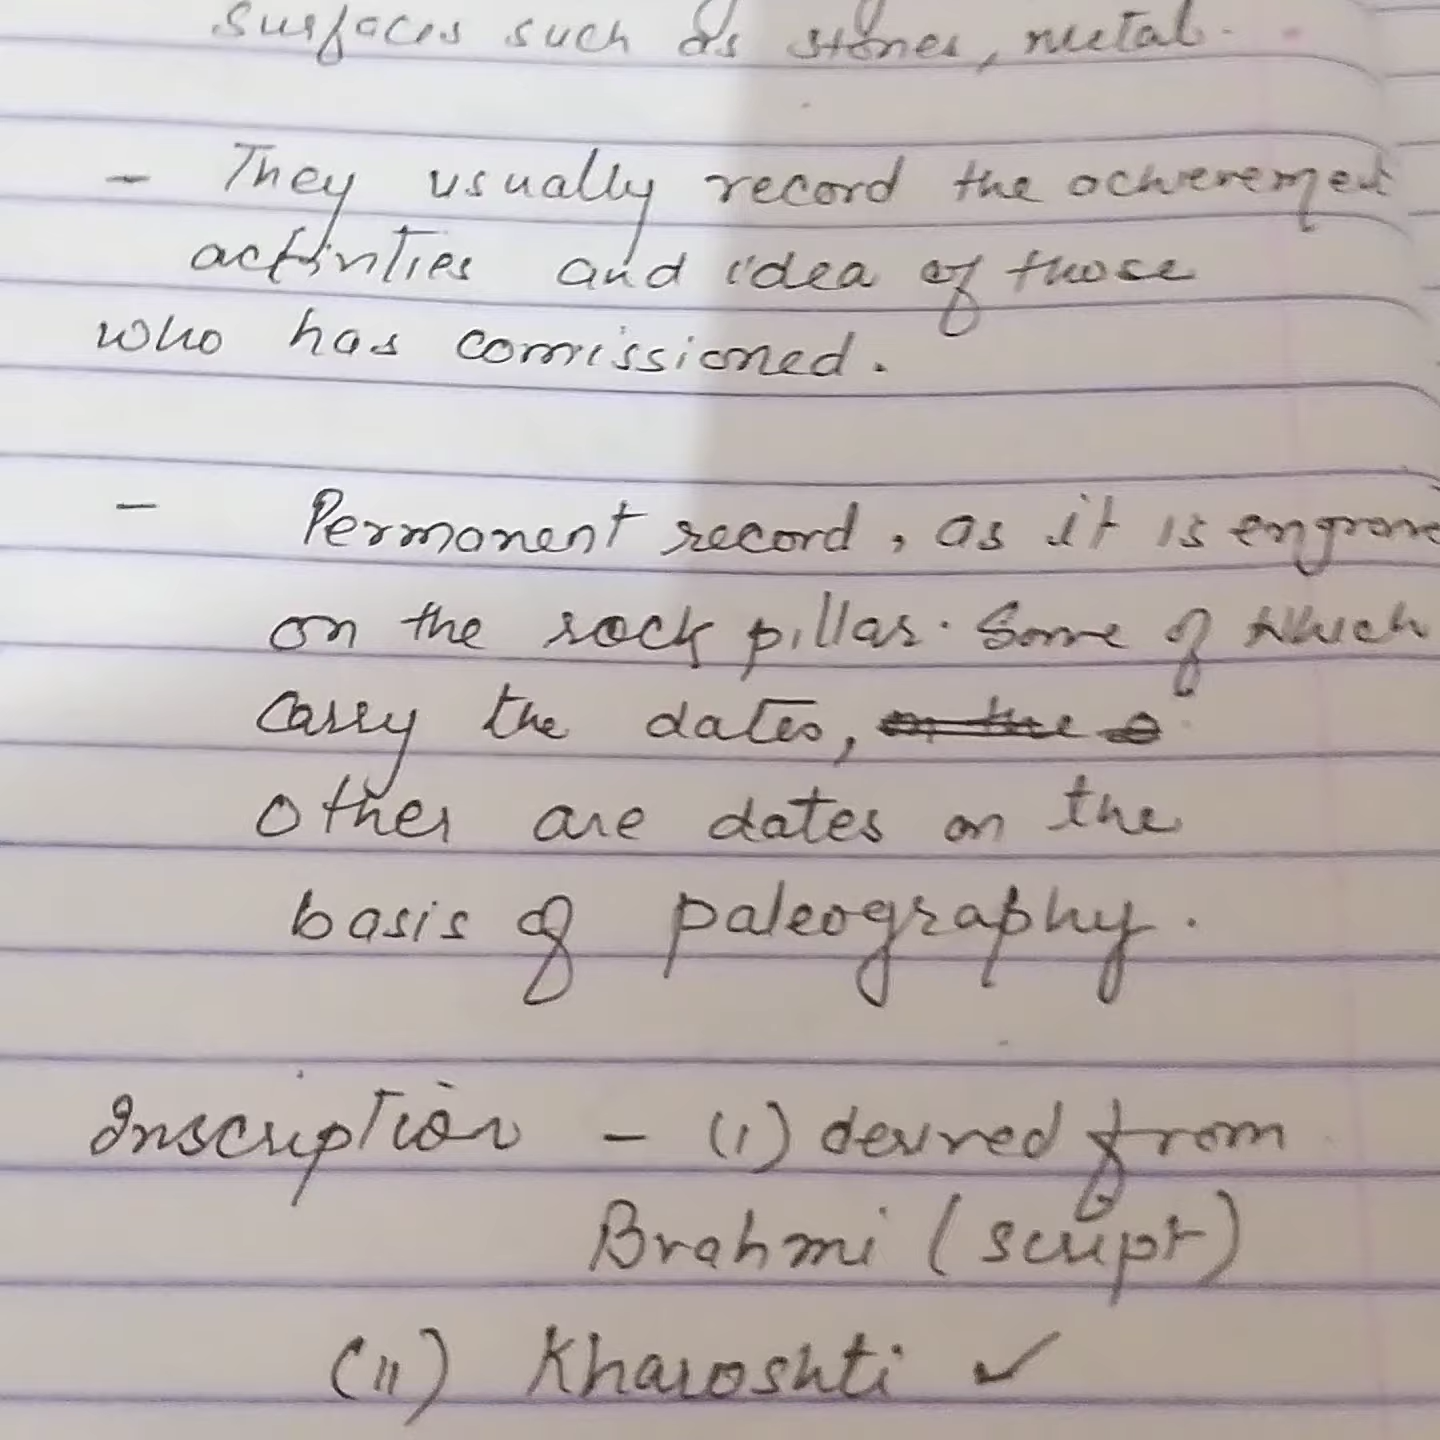 surfaces such as stones, metal.
- They usually record the achievement
activities and idea of those
who has comissioned.
- Permanent record, as it is engrave
on the rock pillar. Some of which
carry the dates,
other are dates on the
basis of paleography.
Inscription - (i) derived from
Brahmi (script)
(ii) Kharoshti ✓